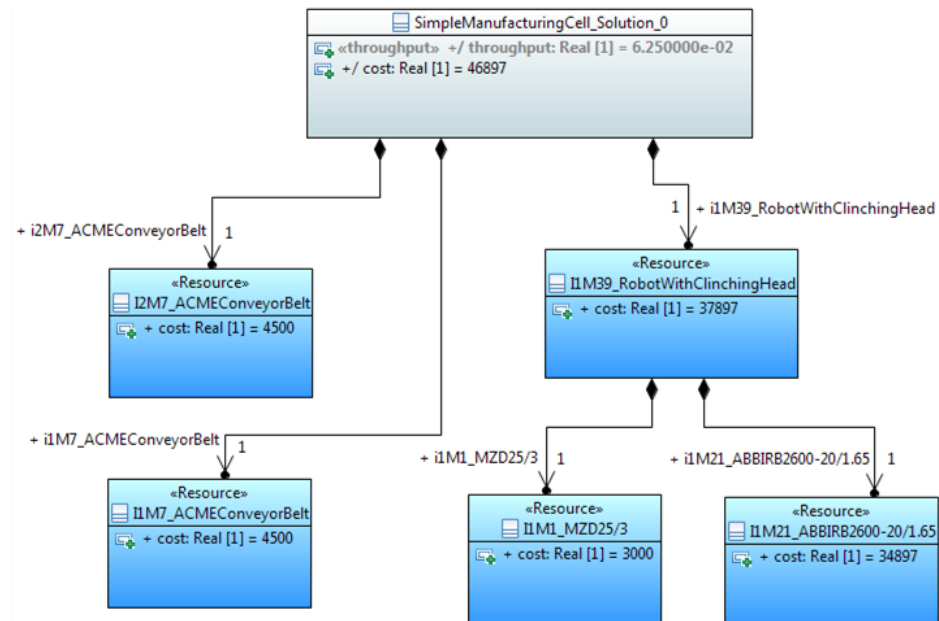 SimpleManufacturingCell_Solution_0
«throughput» +/ throughput: Real [1] = 6.250000e-02
+/ cost: Real [1] = 46897
+ i2M7_ACMEConveyorBelt
1
1
+ i1M39_RobotWithClinchingHead
«Resource»
I2M7_ACMEConveyorBelt
+ cost: Real [1] = 4500
«Resource»
I1M39_RobotWithClinchingHead
+ cost: Real [1] = 37897
+ i1M7_ACMEConveyorBelt
1
+ i1M1_MZD25/3
1
+ i1M21_ABBIRB2600-20/1.65
1
«Resource»
I1M7_ACMEConveyorBelt
+ cost: Real [1] = 4500
«Resource»
I1M1_MZD25/3
+ cost: Real [1] = 3000
«Resource»
I1M21_ABBIRB2600-20/1.65
+ cost: Real [1] = 34897